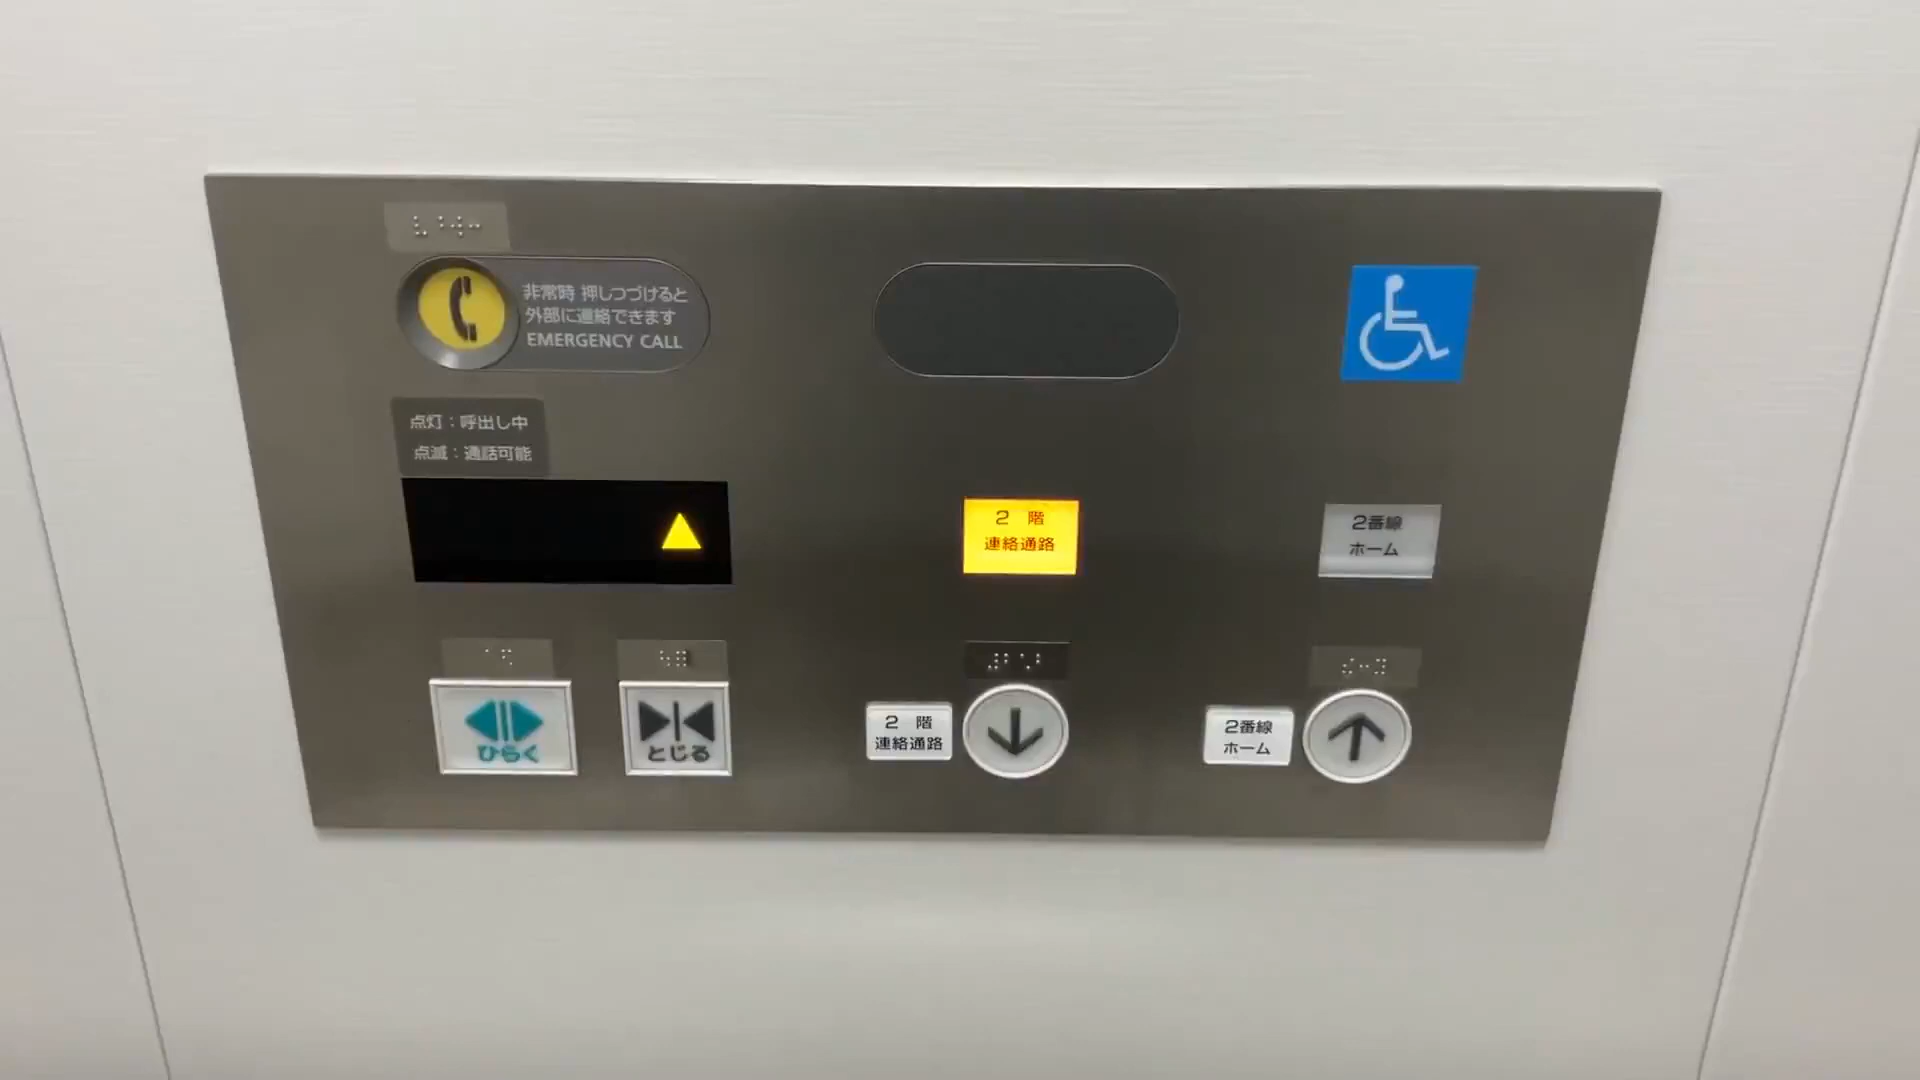 非常時 押しつづけると
外部に連絡できます
EMERGENCY CALL
点灯：呼出し中
点滅：通話可能
2 階
連絡通路
2番線
ホーム
ひらく
とじる
2 階
連絡通路
2番線
ホーム